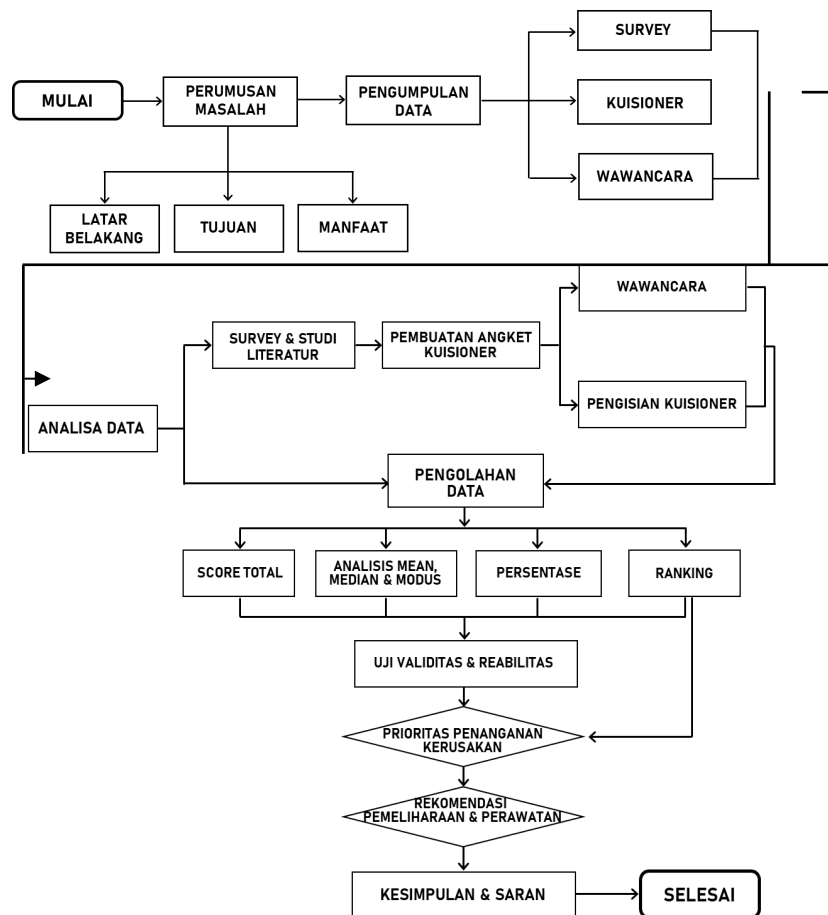 SURVEY
MULAI
PERUMUSAN
MASALAH
PENGUMPULAN
DATA
KUISIONER
WAWANCARA
LATAR
BELAKANG
TUJUAN
MANFAAT
WAWANCARA
SURVEY & STUDI
LITERATUR
PEMBUATAN ANGKET
KUISIONER
PENGISIAN KUISIONER
ANALISA DATA
PENGOLAHAN
DATA
SCORE TOTAL
ANALISIS MEAN,
MEDIAN & MODUS
PERSENTASE
RANKING
UJI VALIDITAS & REABILITAS
PRIORITAS PENANGANAN
KERUSAKAN
REKOMENDASI
PEMELIHARAAN & PERAWATAN
KESIMPULAN & SARAN
SELESAI